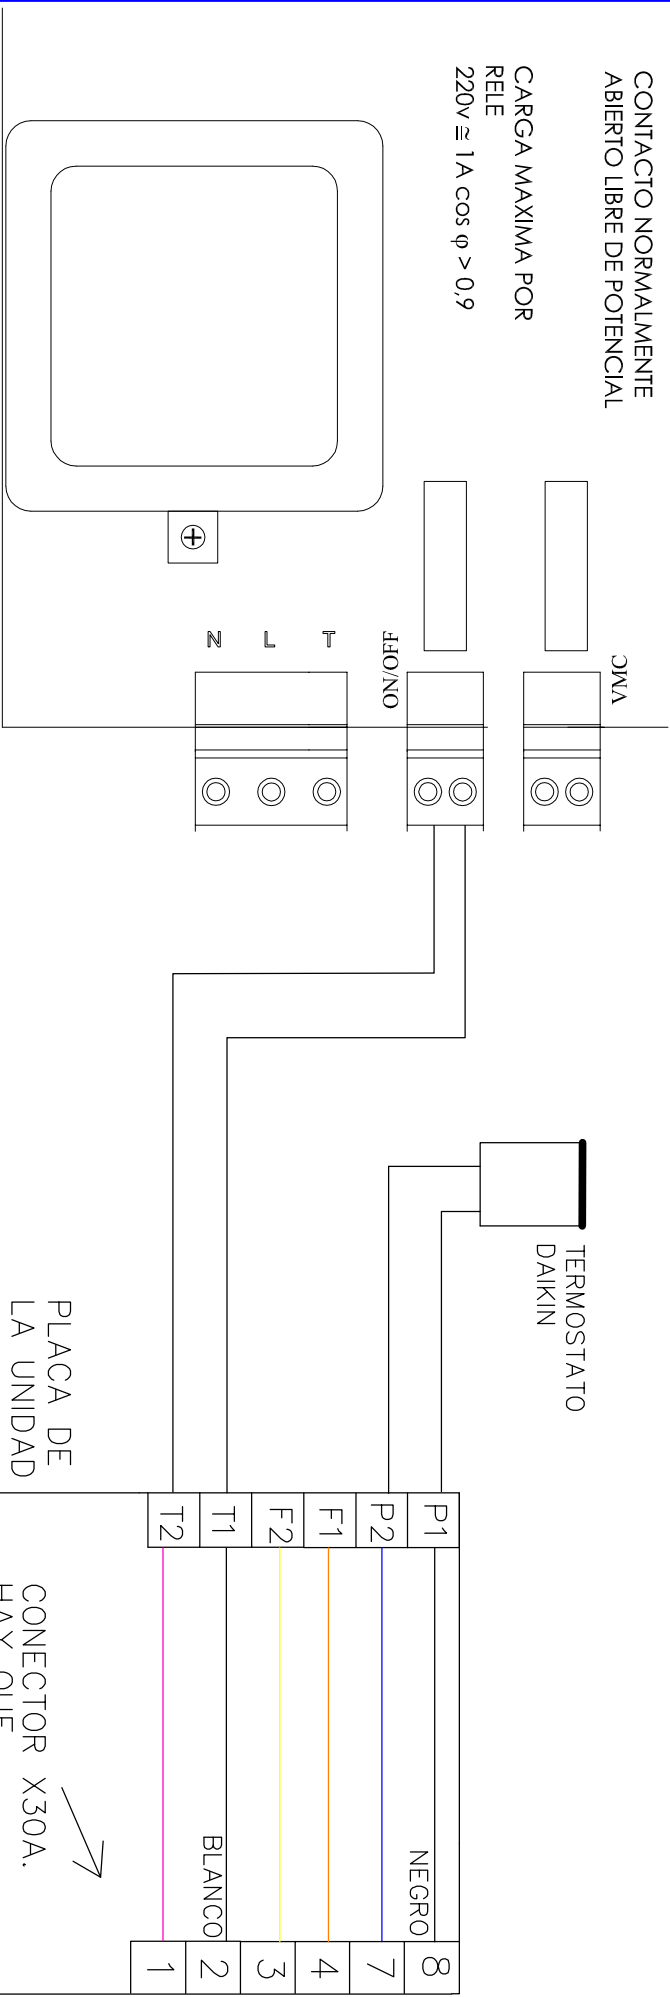 CONTACTO NORMALMENTE
ABIERTO LIBRE DE POTENCIAL
CARGA MAXIMA POR
RELE
220v ≅ 1A cos φ > 0,9
VMC
ON/OFF
T
L
N
TERMOSTATO
DAIKIN
PLACA DE
LA UNIDAD
P1
P2
F1
F2
T1
T2
CONECTOR X30A.
HAY QUE
NEGRO
BLANCO
8
7
4
3
2
1